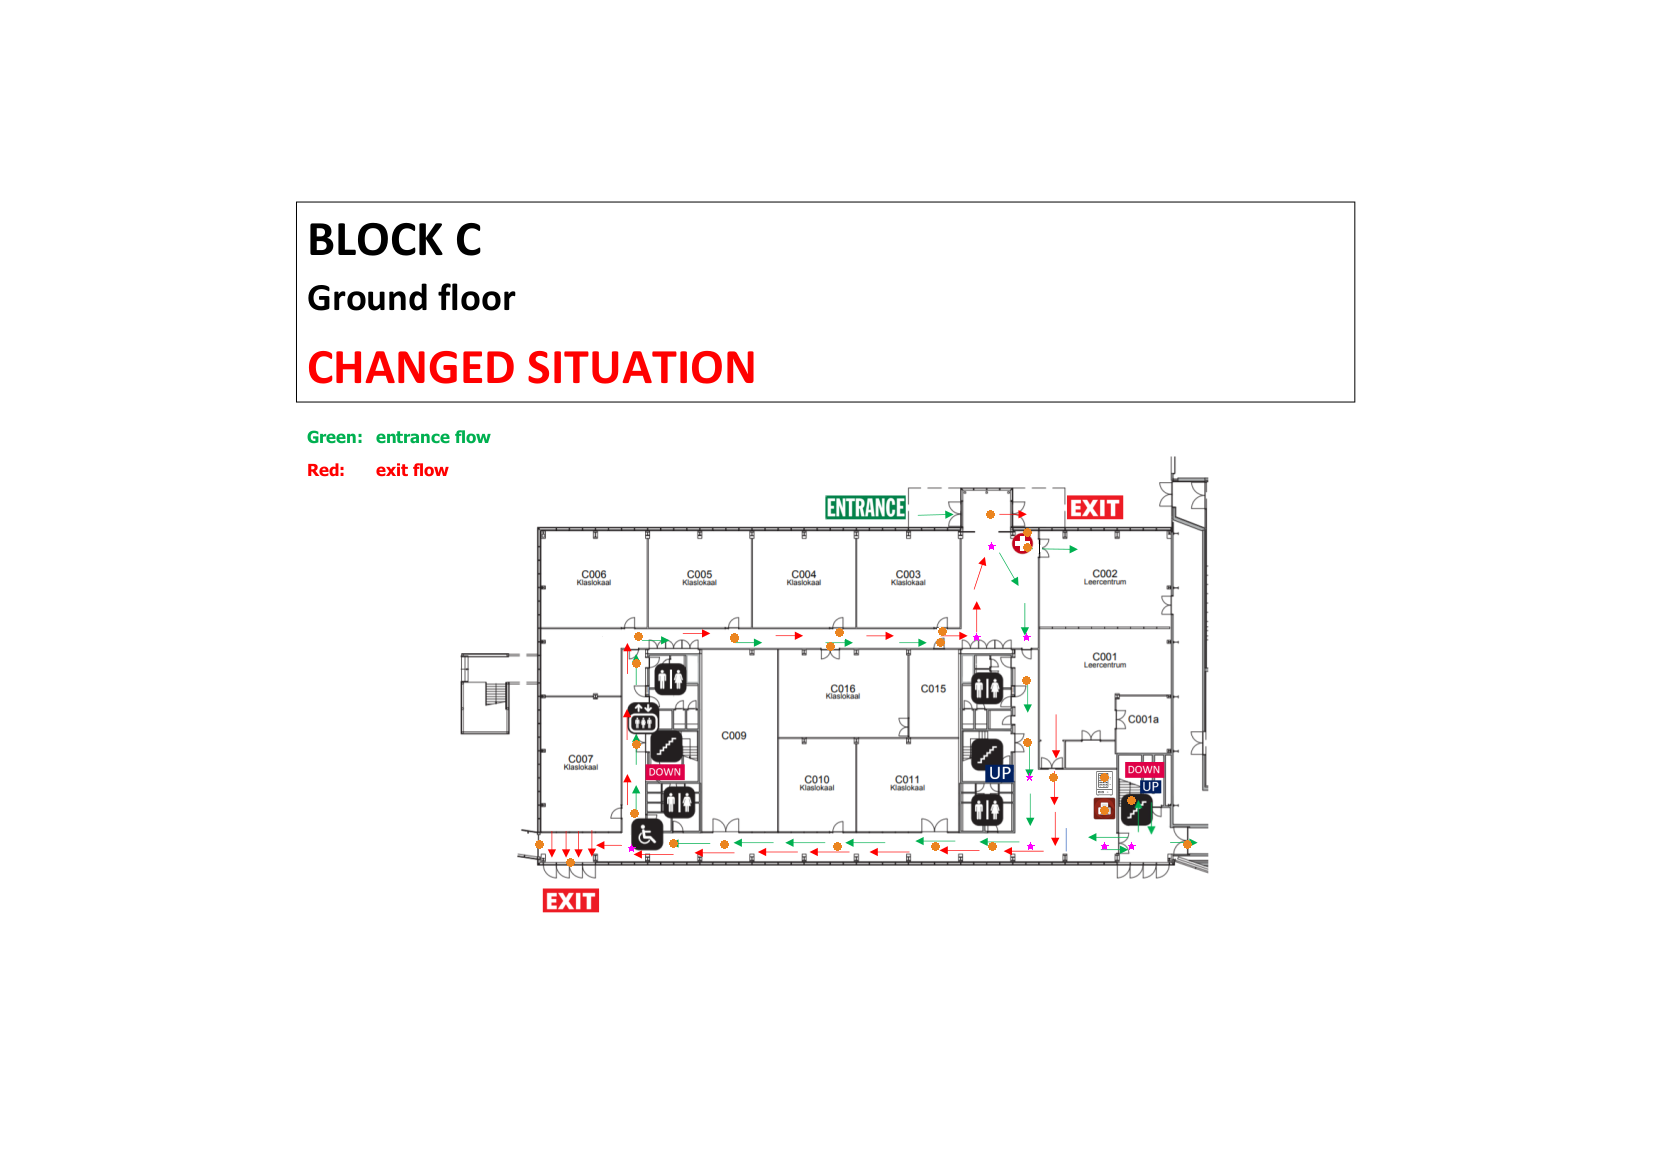 BLOCK C
Ground floor
CHANGED SITUATION
Green: entrance flow
Red: exit flow
ENTRANCE
EXIT
C006
Klaslokaal
C005
Klaslokaal
C004
Klaslokaal
C003
Klaslokaal
C002
Leercentrum
C001
Leercentrum
C016
Klaslokaal
C015
C001a
C009
C007
Klaslokaal
DOWN
UP
DOWN
UP
C010
Klaslokaal
C011
Klaslokaal
EXIT